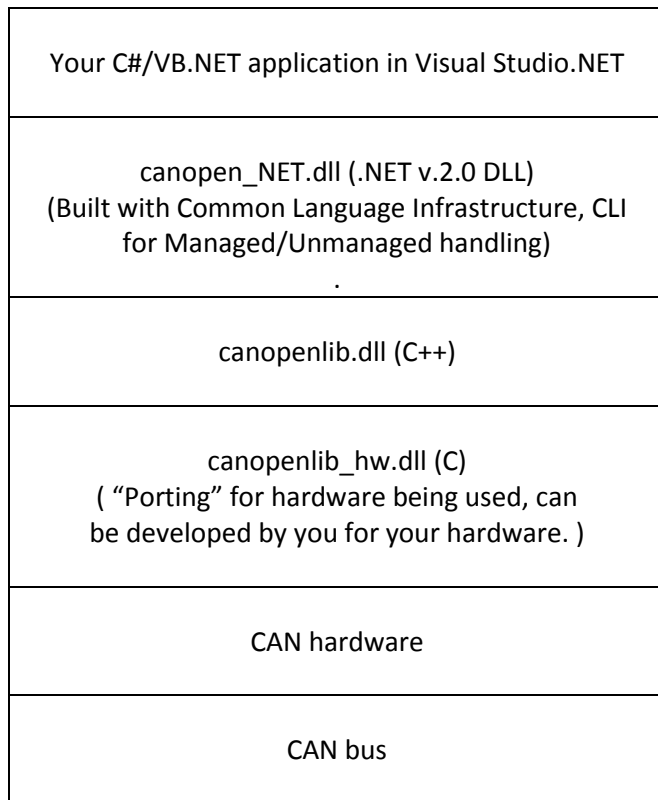 Your C#/VB.NET application in Visual Studio.NET
canopen_NET.dll (.NET v.2.0 DLL)
(Built with Common Language Infrastructure, CLI
for Managed/Unmanaged handling)
.
canopenlib.dll (C++)
canopenlib_hw.dll (C)
( “Porting” for hardware being used, can
be developed by you for your hardware. )
CAN hardware
CAN bus